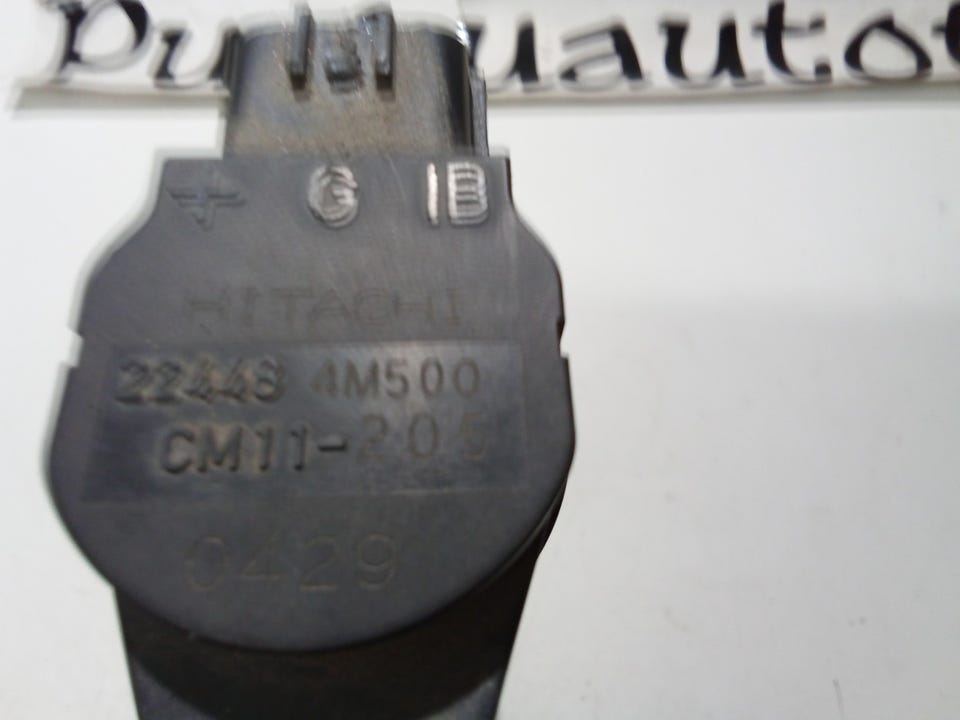 + G IB
HITACHI
22448 4M500
CM11-205
0429